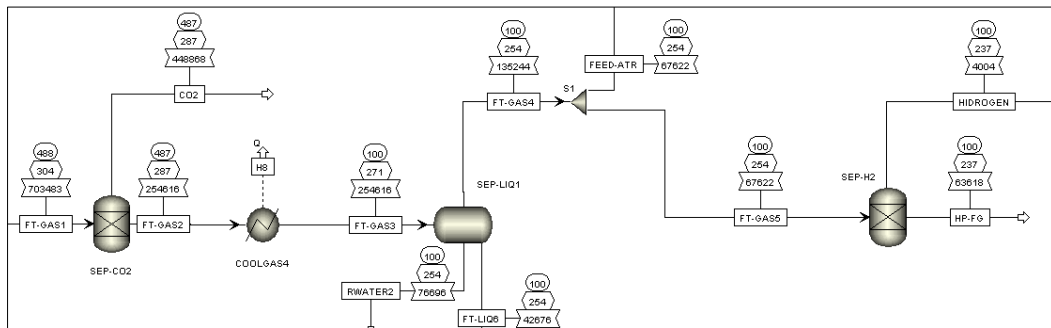 487
287
448868
CO2
488
304
703483
FT-GAS1
SEP-CO2
487
287
254616
FT-GAS2
Q
H8
COOLGAS4
100
271
254616
FT-GAS3
100
254
135244
FT-GAS4
SEP-LIQ1
RWATER2
100
254
76696
FT-LIQ6
100
254
42676
S1
FEED-ATR
100
254
67622
100
254
67622
FT-GAS5
SEP-H2
100
237
4004
HIDROGEN
100
237
63618
HP-FG